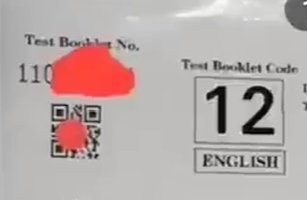 Test Booklet No.
110
Test Booklet Code
12
ENGLISH